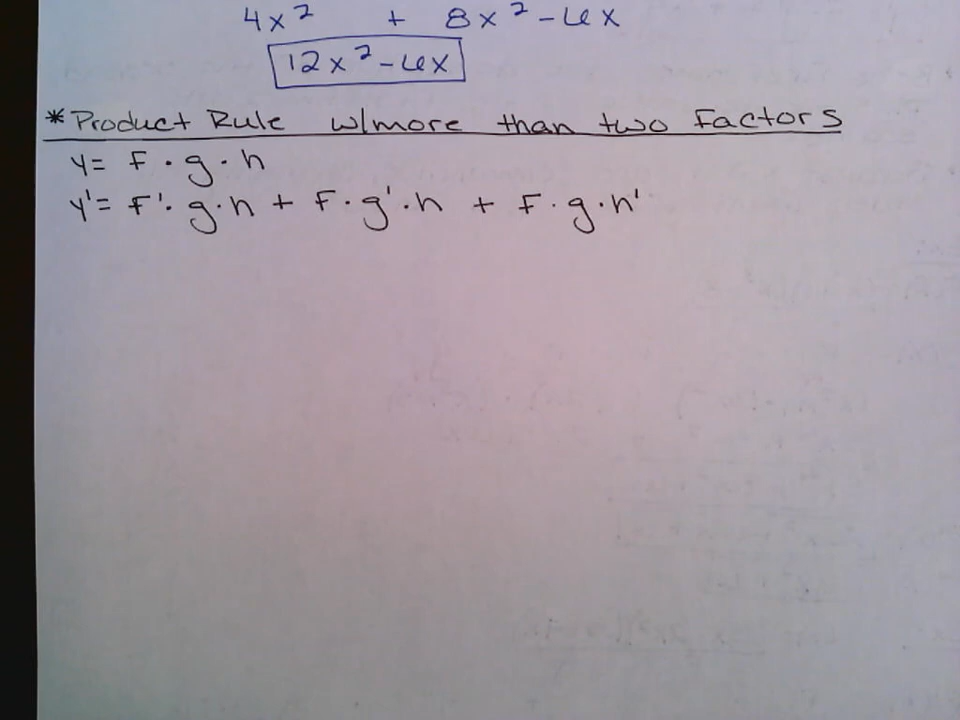 4x² + 8x² - 6x
12x² - 6x
*Product Rule w/more than two factors
y= f · g · h
y'= f' · g · h + f · g' · h + f · g · h'